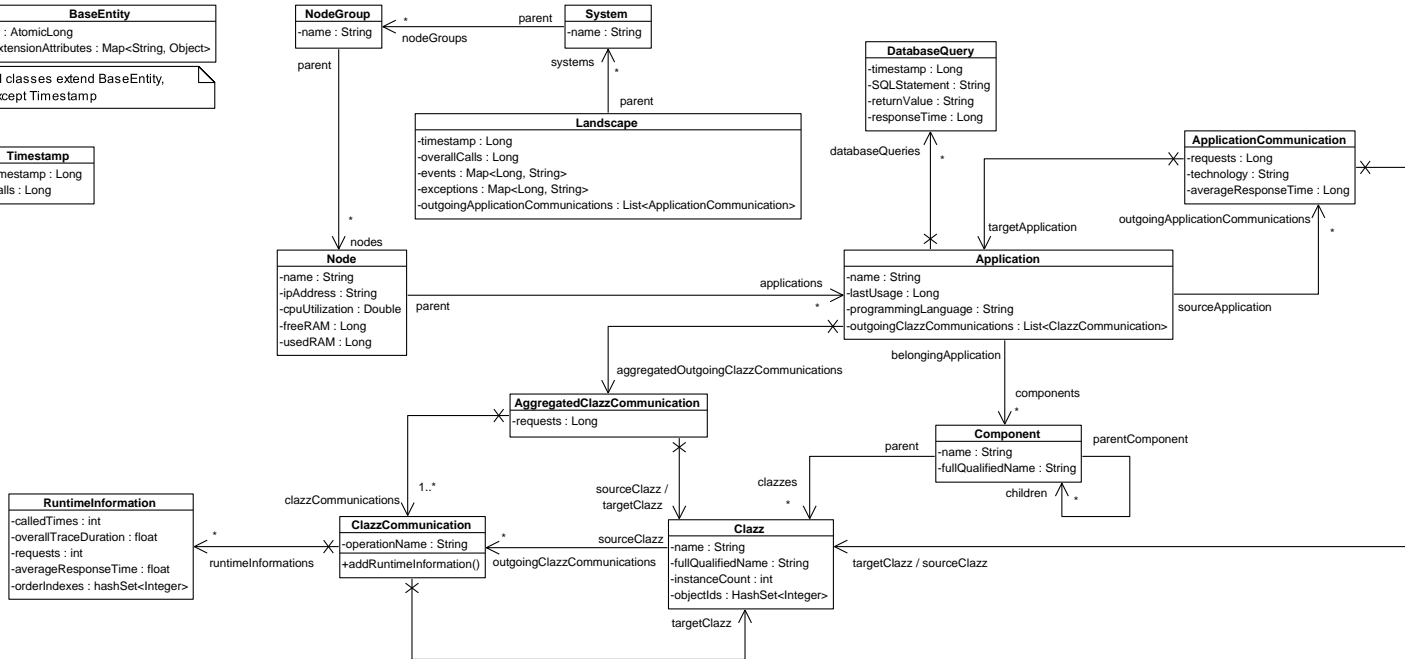 BaseEntity
: AtomicLong
xtensionAttributes : Map<String, Object>
l classes extend BaseEntity,
xcept Timestamp
Timestamp
mestamp : Long
alls : Long
NodeGroup
-name : String
*
nodeGroups
parent
System
-name : String
parent
systems
*
parent
Landscape
-timestamp : Long
-overallCalls : Long
-events : Map<Long, String>
-exceptions : Map<Long, String>
-outgoingApplicationCommunications : List<ApplicationCommunication>
DatabaseQuery
-timestamp : Long
-SQLStatement : String
-returnValue : String
-responseTime : Long
databaseQueries
*
ApplicationCommunication
-requests : Long
-technology : String
-averageResponseTime : Long
outgoingApplicationCommunications
*
targetApplication
*
nodes
Node
-name : String
-ipAddress : String
-cpuUtilization : Double
-freeRAM : Long
-usedRAM : Long
parent
applications
*
Application
-name : String
-lastUsage : Long
-programmingLanguage : String
-outgoingClazzCommunications : List<ClazzCommunication>
sourceApplication
belongingApplication
aggregatedOutgoingClazzCommunications
components
*
AggregatedClazzCommunication
-requests : Long
Component
-name : String
-fullQualifiedName : String
parent
parentComponent
children
*
clazzes
*
1..*
clazzCommunications
sourceClazz /
targetClazz
RuntimeInformation
-calledTimes : int
-overallTraceDuration : float
-requests : int
-averageResponseTime : float
-orderIndexes : hashSet<Integer>
*
runtimeInformations
ClazzCommunication
-operationName : String
+addRuntimeInformation()
*
sourceClazz
outgoingClazzCommunications
Clazz
-name : String
-fullQualifiedName : String
-instanceCount : int
-objectIds : HashSet<Integer>
targetClazz / sourceClazz
targetClazz